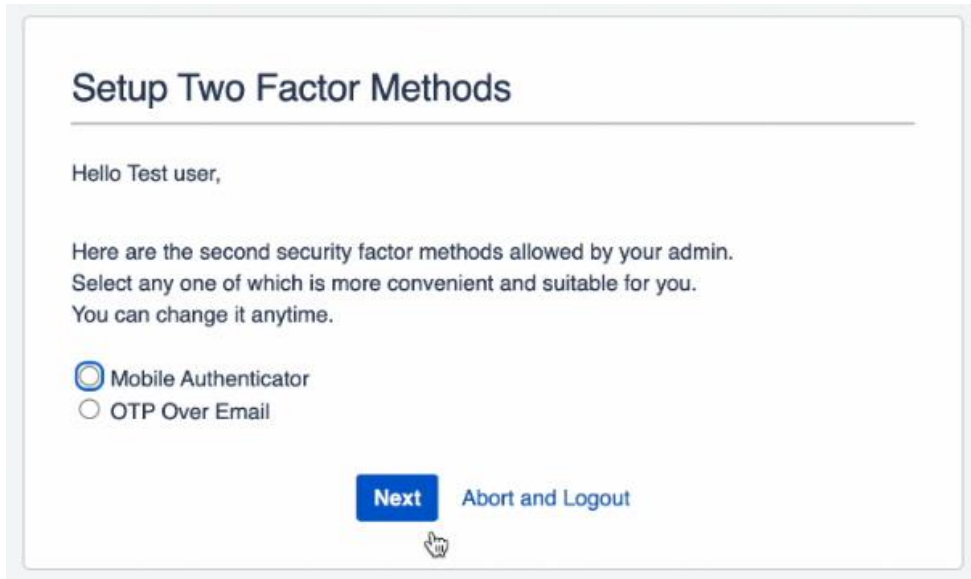 Setup Two Factor Methods
Hello Test user,
Here are the second security factor methods allowed by your admin.
Select any one of which is more convenient and suitable for you.
You can change it anytime.
Mobile Authenticator
OTP Over Email
Next Abort and Logout